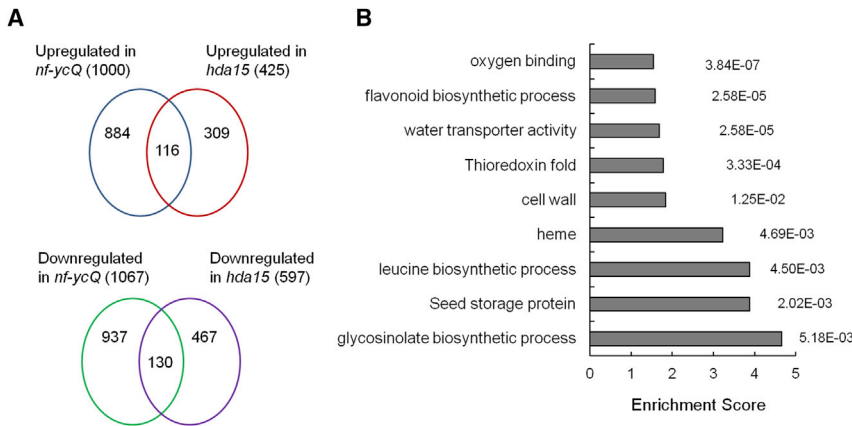 A
Upregulated in
nf-ycQ (1000)
Upregulated in
hda15 (425)
884
116
309
Downregulated
in nf-ycQ (1067)
Downregulated
in hda15 (597)
937
130
467
B
oxygen binding
3.84E-07
flavonoid biosynthetic process
2.58E-05
water transporter activity
2.58E-05
Thioredoxin fold
3.33E-04
cell wall
1.25E-02
heme
4.69E-03
leucine biosynthetic process
4.50E-03
Seed storage protein
2.02E-03
glycosinolate biosynthetic process
5.18E-03
0 1 2 3 4 5
Enrichment Score